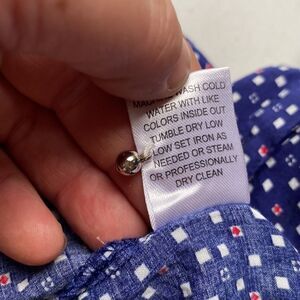 MACHINE WASH COLD
WATER WITH LIKE
COLORS INSIDE OUT
TUMBLE DRY LOW
LOW SET IRON AS
NEEDED OR STEAM
OR PROFESSIONALLY
DRY CLEAN